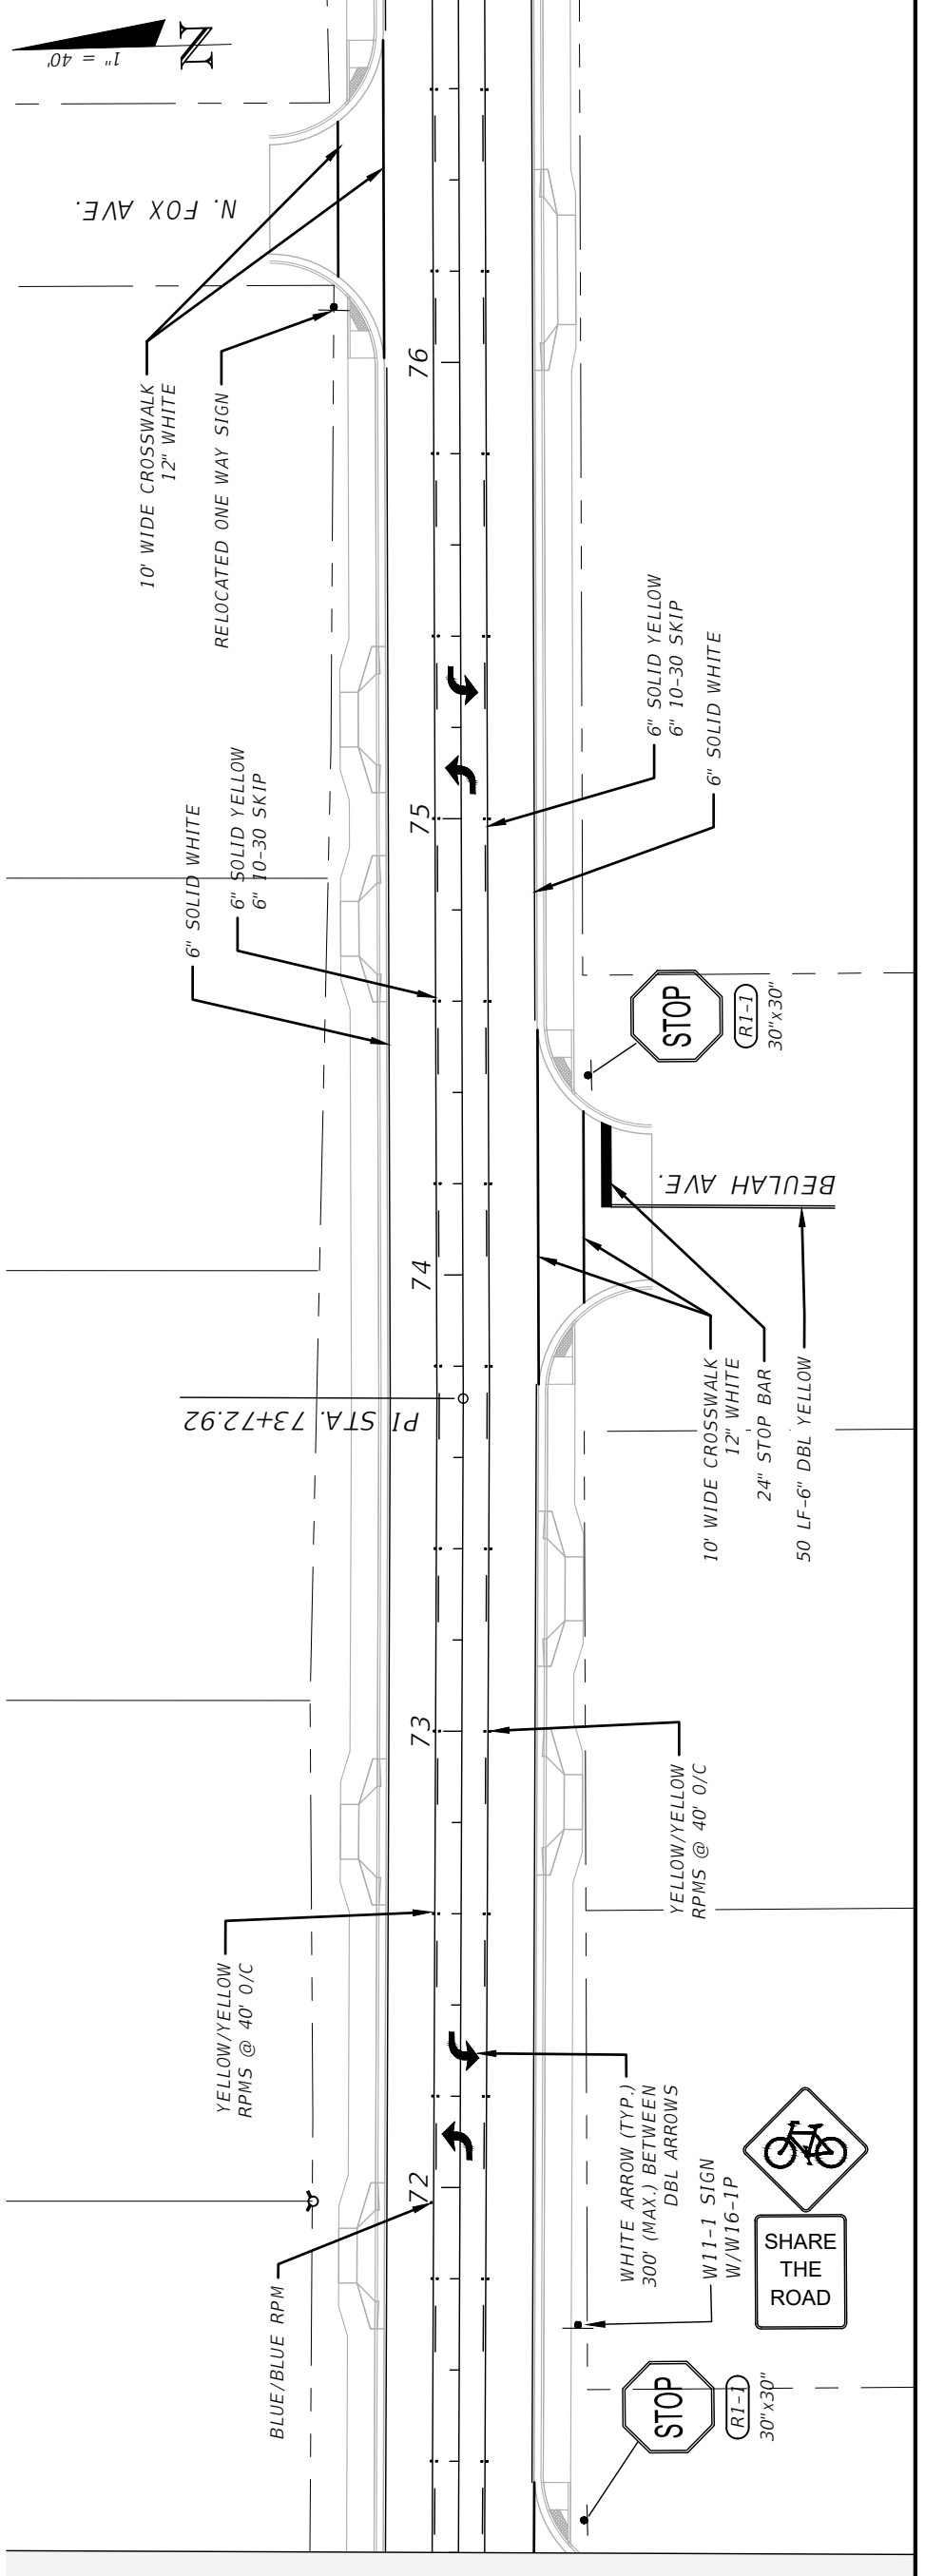 N
1" = 40'
N. FOX AVE.
10' WIDE CROSSWALK
12" WHITE
RELOCATED ONE WAY SIGN
76
6" SOLID YELLOW
6" 10-30 SKIP
6" SOLID WHITE
6" SOLID WHITE
6" SOLID YELLOW
6" 10-30 SKIP
75
STOP
R1-1
30"x30"
BEULAH AVE.
74
PI STA. 73+72.92
10' WIDE CROSSWALK
12" WHITE
24" STOP BAR
50 LF-6" DBL YELLOW
73
YELLOW/YELLOW
RPMS @ 40' O/C
YELLOW/YELLOW
RPMS @ 40' O/C
72
WHITE ARROW (TYP.)
300' (MAX.) BETWEEN
DBL ARROWS
W11-1 SIGN
W/W16-1P
SHARE
THE
ROAD
BLUE/BLUE RPM
STOP
R1-1
30"x30"